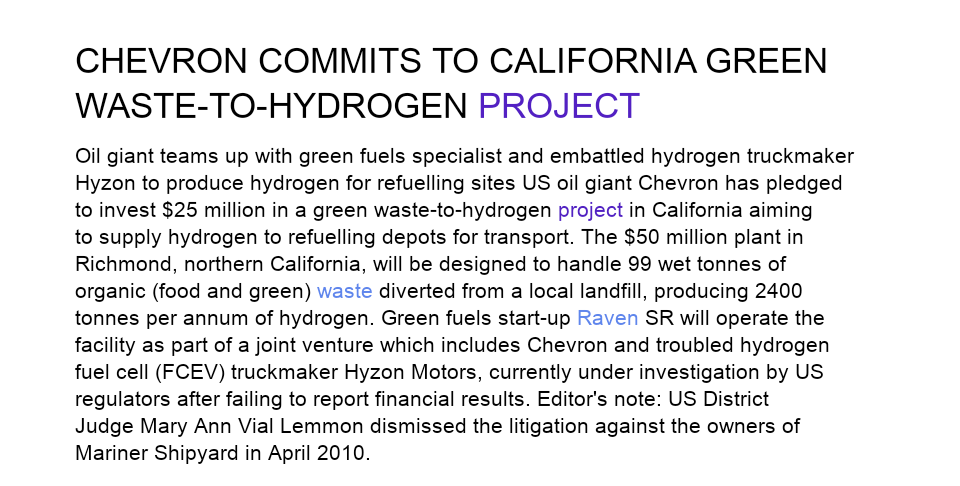 CHEVRON COMMITS TO CALIFORNIA GREEN
WASTE-TO-HYDROGEN PROJECT
Oil giant teams up with green fuels specialist and embattled hydrogen truckmaker
Hyzon to produce hydrogen for refuelling sites US oil giant Chevron has pledged
to invest $25 million in a green waste-to-hydrogen project in California aiming
to supply hydrogen to refuelling depots for transport. The $50 million plant in
Richmond, northern California, will be designed to handle 99 wet tonnes of
organic (food and green) waste diverted from a local landfill, producing 2400
tonnes per annum of hydrogen. Green fuels start-up Raven SR will operate the
facility as part of a joint venture which includes Chevron and troubled hydrogen
fuel cell (FCEV) truckmaker Hyzon Motors, currently under investigation by US
regulators after failing to report financial results. Editor's note: US District
Judge Mary Ann Vial Lemmon dismissed the litigation against the owners of
Mariner Shipyard in April 2010.